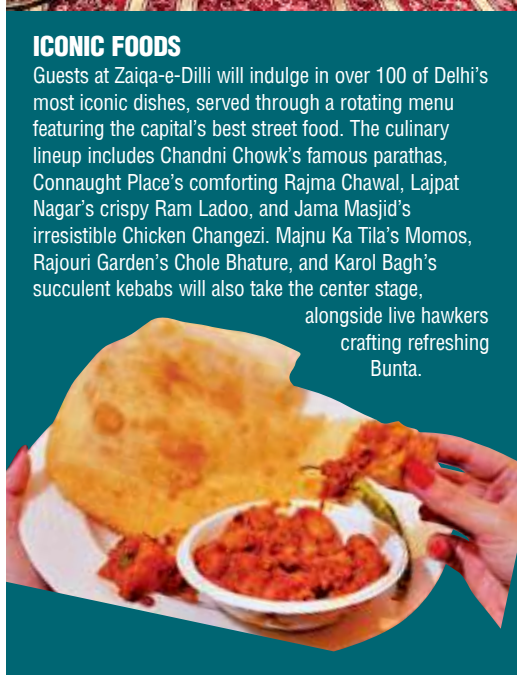 ICONIC FOODS
Guests at Zaiqa-e-Dilli will indulge in over 100 of Delhi's
most iconic dishes, served through a rotating menu
featuring the capital's best street food. The culinary
lineup includes Chandni Chowk's famous parathas,
Connaught Place's comforting Rajma Chawal, Lajpat
Nagar's crispy Ram Ladoo, and Jama Masjid's
irresistible Chicken Changezi. Majnu Ka Tila's Momos,
Rajouri Garden's Chole Bhature, and Karol Bagh's
succulent kebabs will also take the center stage,
alongside live hawkers
crafting refreshing
Bunta.